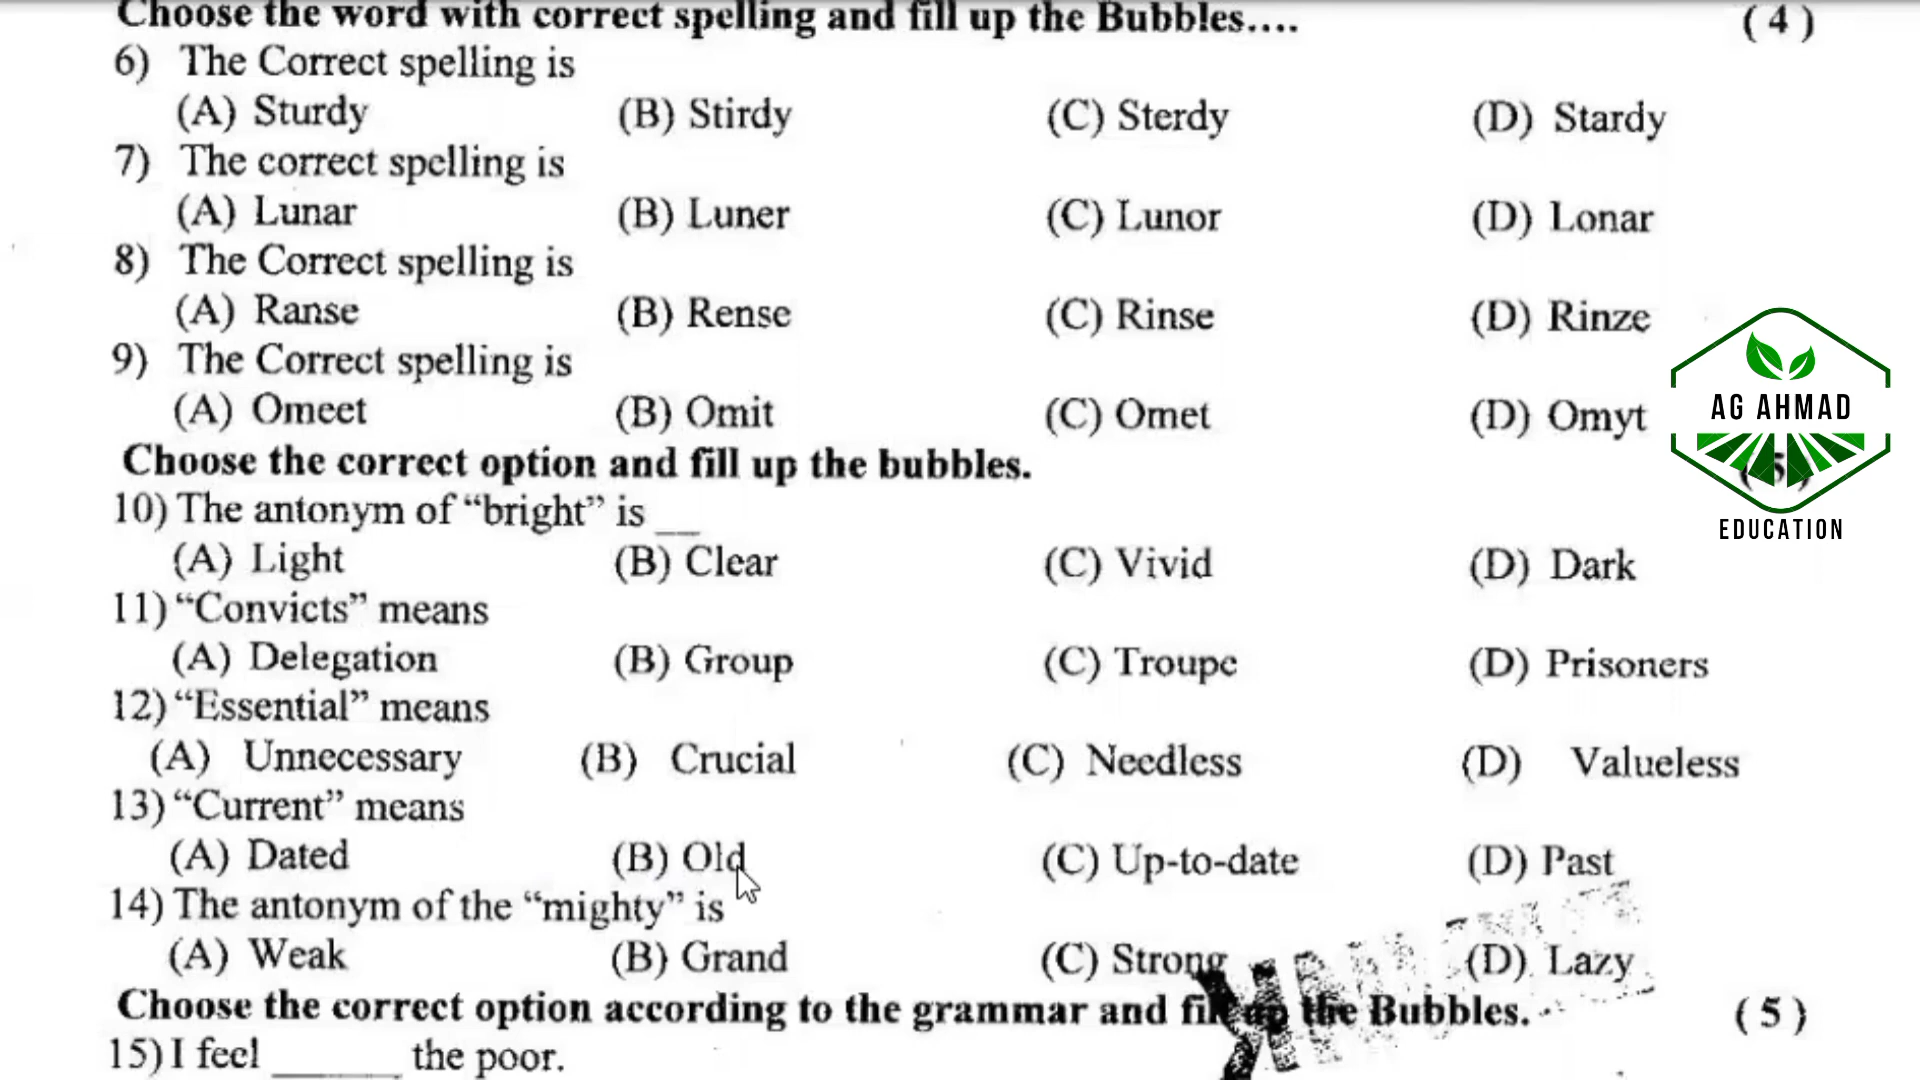 Choose the word with correct spelling and fill up the Bubbles.... (4)
6) The Correct spelling is
(A) Sturdy (B) Stirdy (C) Sterdy (D) Stardy
7) The correct spelling is
(A) Lunar (B) Luner (C) Lunor (D) Lonar
8) The Correct spelling is
(A) Ranse (B) Rense (C) Rinse (D) Rinze
9) The Correct spelling is
(A) Omeet (B) Omit (C) Omet (D) Omyt
AG AHMAD
EDUCATION
Choose the correct option and fill up the bubbles. (5)
10) The antonym of “bright” is __
(A) Light (B) Clear (C) Vivid (D) Dark
11) “Convicts” means
(A) Delegation (B) Group (C) Troupe (D) Prisoners
12) “Essential” means
(A) Unnecessary (B) Crucial (C) Needless (D) Valueless
13) “Current” means
(A) Dated (B) Old (C) Up-to-date (D) Past
14) The antonym of the “mighty” is
(A) Weak (B) Grand (C) Strong (D) Lazy
Choose the correct option according to the grammar and fill up the Bubbles. (5)
15) I feel ______ the poor.